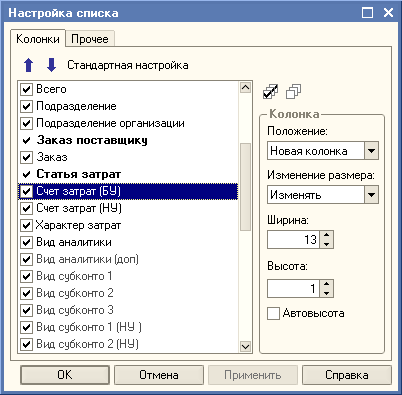 Настройка списка
Колонки Прочее
Стандартная настройка
Всего
Подразделение
Подразделение организации
Заказ поставщику
Заказ
Статья затрат
Счет затрат (БУ)
Счет затрат (НУ)
Характер затрат
Вид аналитики
Вид аналитики (доп)
Вид субконто 1
Вид субконто 2
Вид субконто 3
Вид субконто 1 (НУ )
Вид субконто 2 (НУ)
Колонка
Положение:
Новая колонка
Изменение размера:
Изменять
Ширина:
13
Высота:
1
Автовысота
OK Отмена Применить Справка